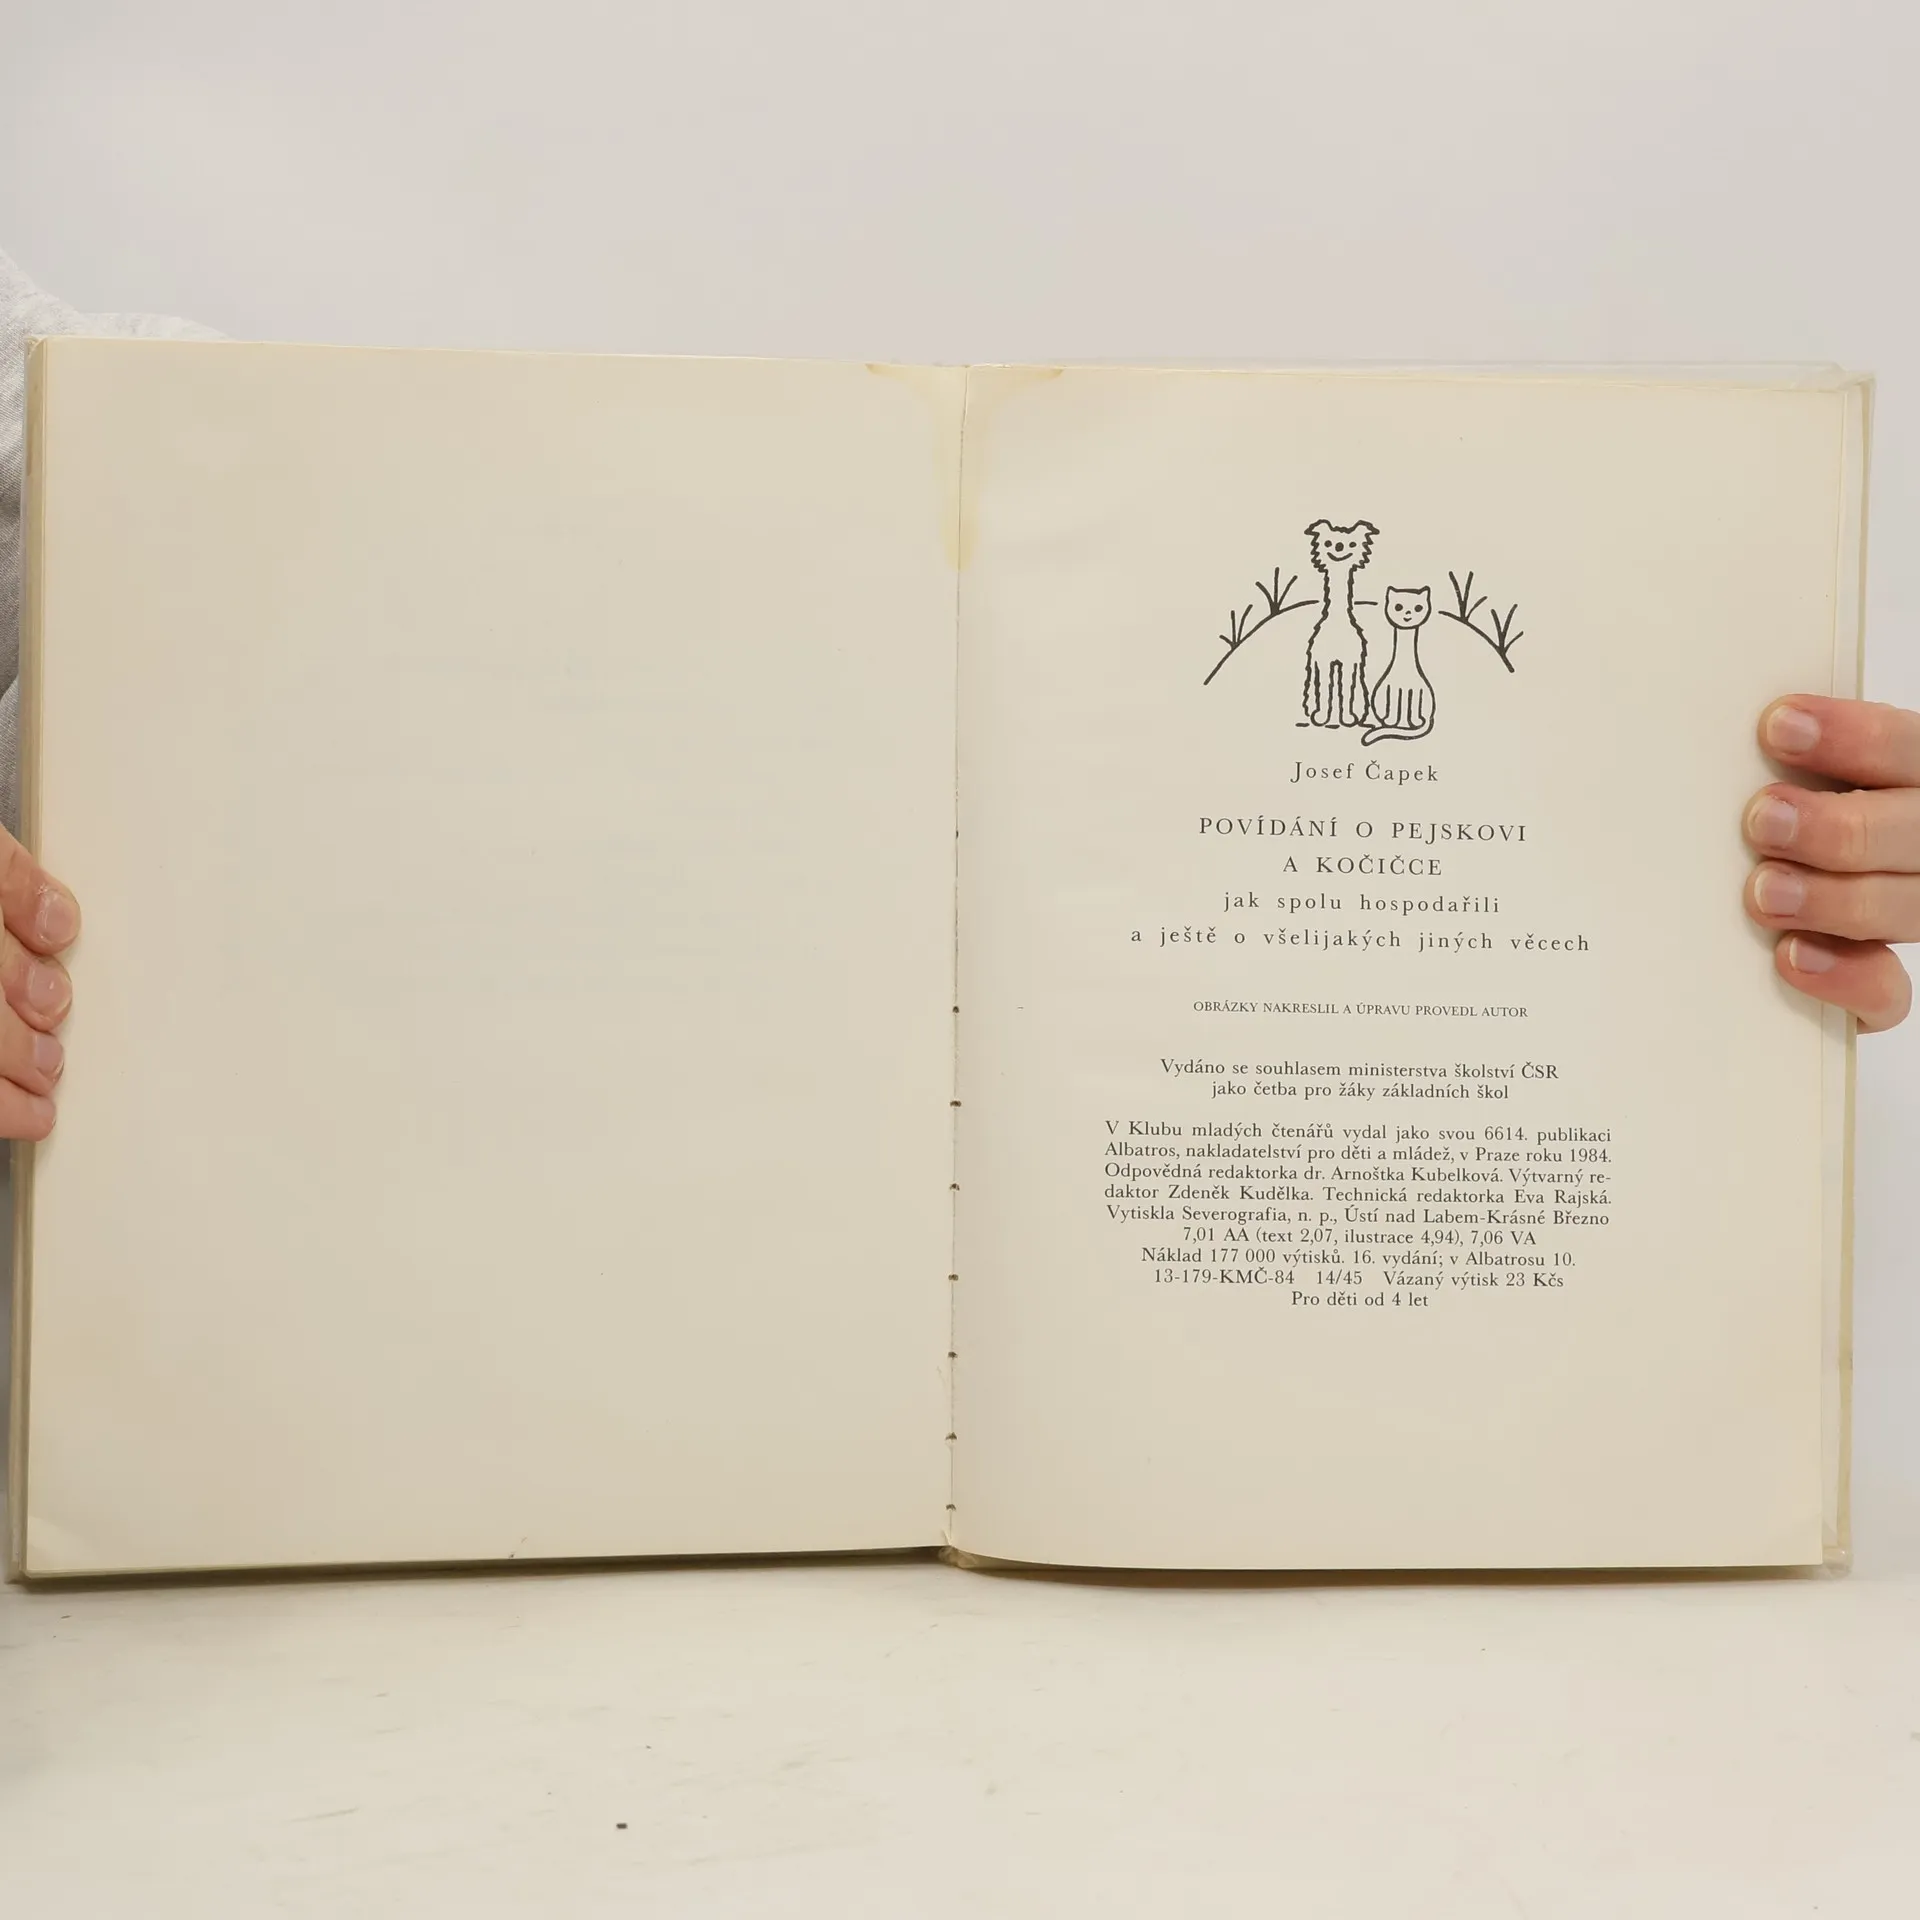 Josef Čapek
POVÍDÁNÍ O PEJSKOVI
A KOČIČCE
jak spolu hospodařili
a ještě o všelijakých jiných věcech
OBRÁZKY NAKRESLIL A ÚPRAVU PROVEDL AUTOR
Vydáno se souhlasem ministerstva školství ČSR
jako četba pro žáky základních škol
V Klubu mladých čtenářů vydal jako svou 6614. publikaci
Albatros, nakladatelství pro děti a mládež, v Praze roku 1984.
Odpovědná redaktorka dr. Arnoštka Kubelková. Výtvarný re-
daktor Zdeněk Kudělka. Technická redaktorka Eva Rajská.
Vytiskla Severografia, n. p., Ústí nad Labem-Krásné Březno
7,01 AA (text 2,07, ilustrace 4,94), 7,06 VA
Náklad 177 000 výtisků. 16. vydání; v Albatrosu 10.
13-179-KMČ-84 14/45 Vázaný výtisk 23 Kčs
Pro děti od 4 let